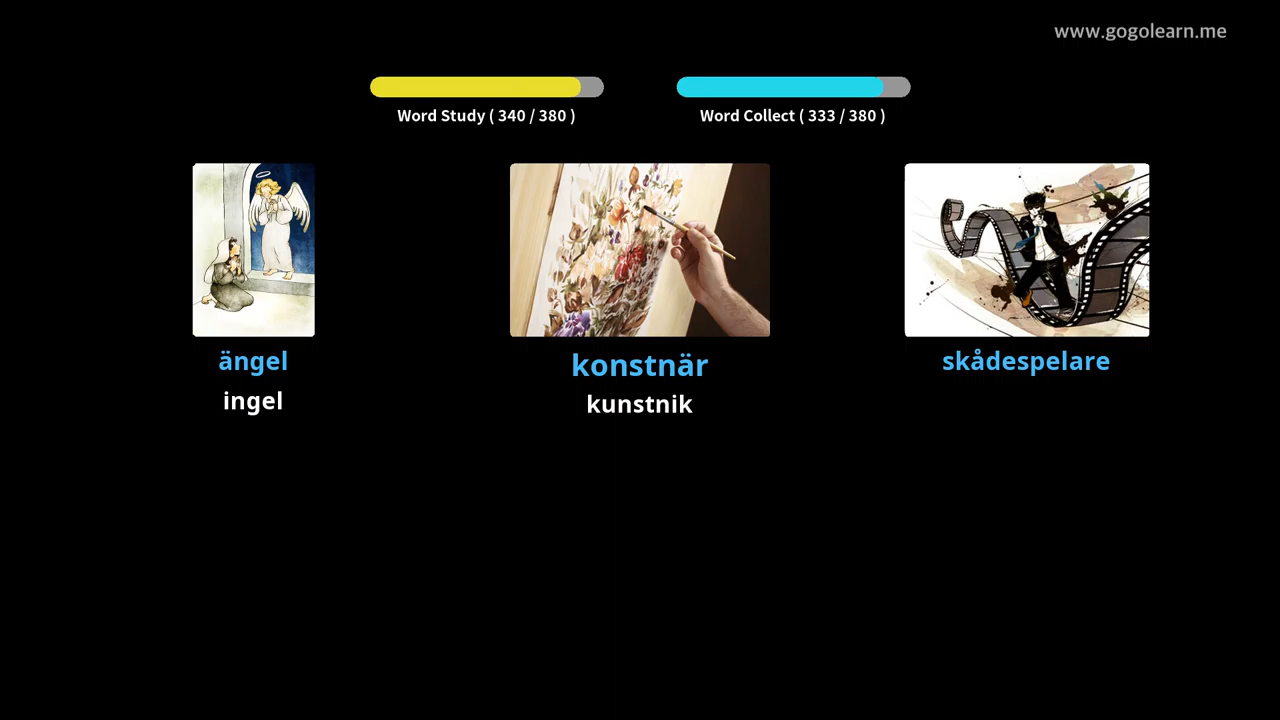 www.gogolearn.me
Word Study ( 340 / 380 )
Word Collect ( 333 / 380 )
ängel
konstnär
skådespelare
ingel
kunstnik